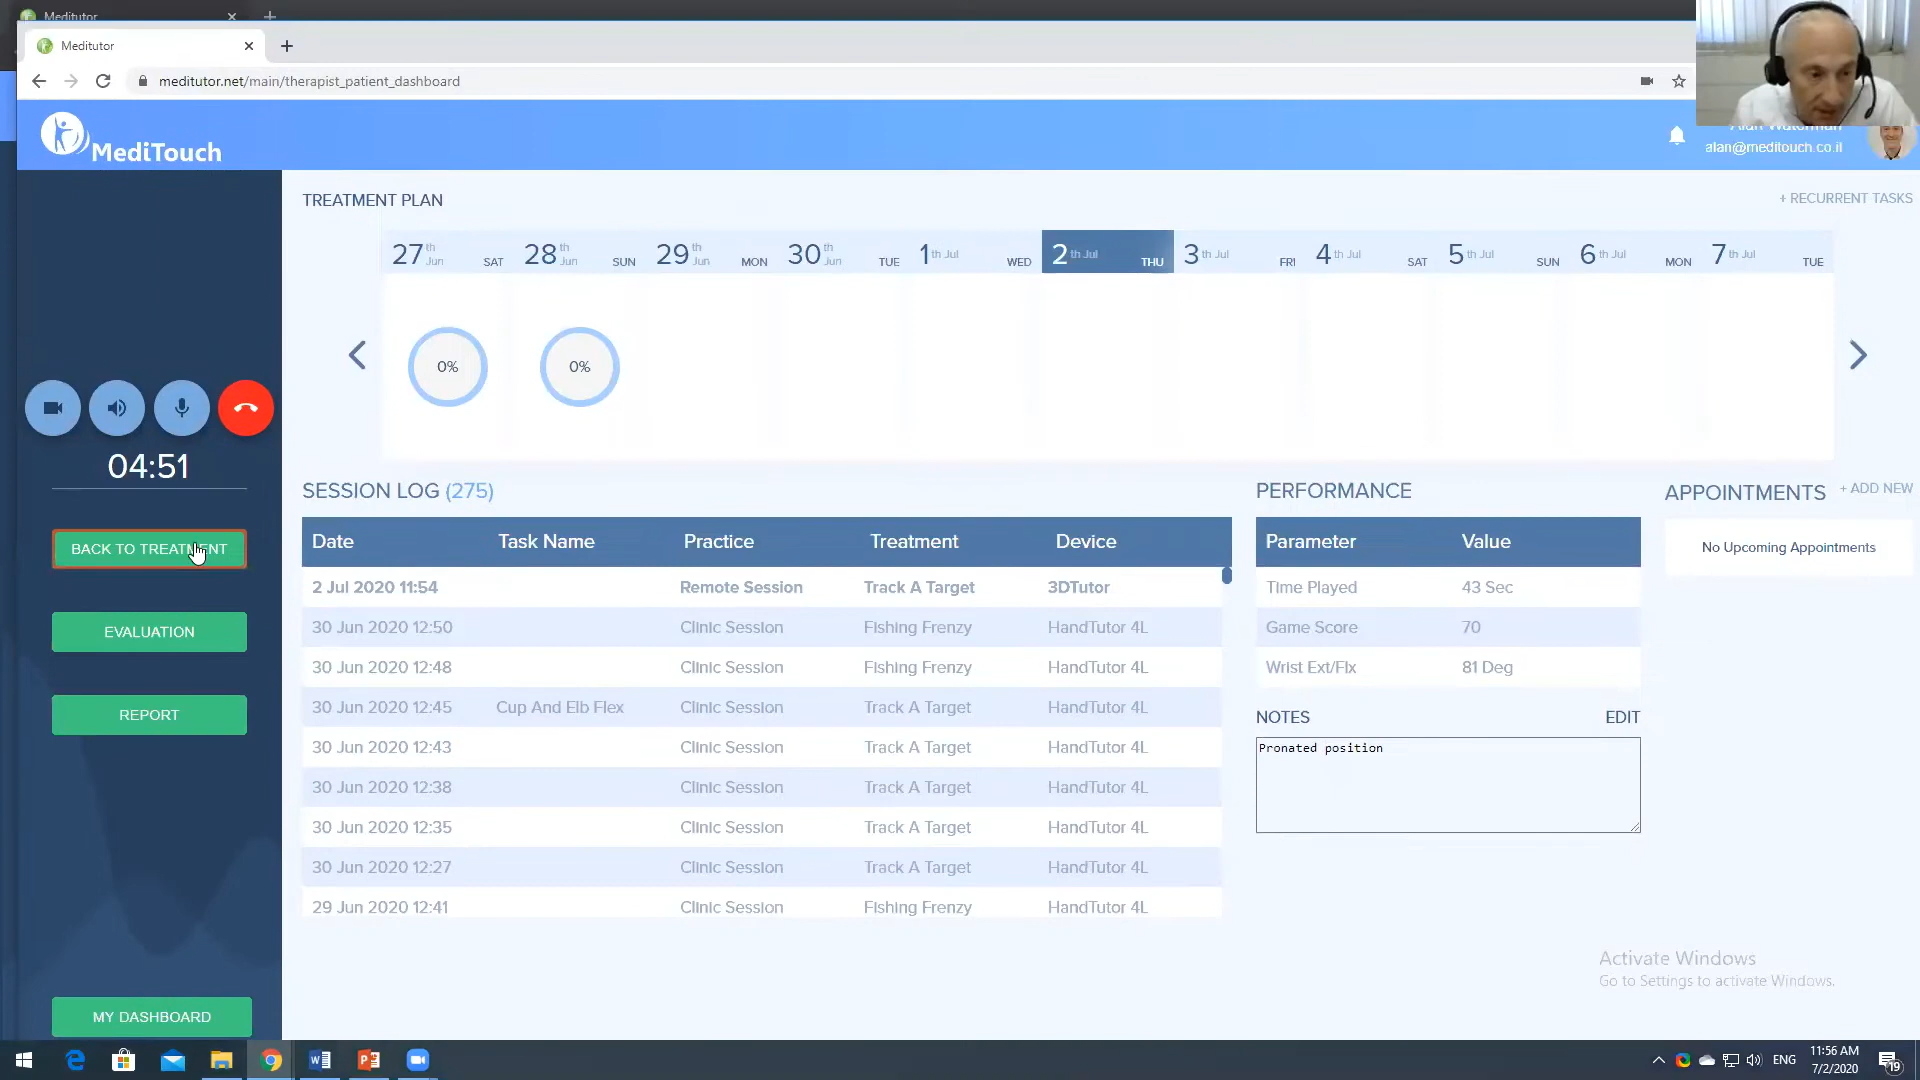 Meditutor
Meditutor
meditutor.net/main/therapist_patient_dashboard
MediTouch
Alan Waterman
alan@meditouch.co.il
TREATMENT PLAN
+ RECURRENT TASKS
27 th Jun SAT
28 th Jun SUN
29 th Jun MON
30 th Jun TUE
1 th Jul WED
2 th Jul THU
3 th Jul FRI
4 th Jul SAT
5 th Jul SUN
6 th Jul MON
7 th Jul TUE
0%
0%
04:51
BACK TO TREATMENT
EVALUATION
REPORT
MY DASHBOARD
SESSION LOG (275)
Date Task Name Practice Treatment Device
2 Jul 2020 11:54 Remote Session Track A Target 3DTutor
30 Jun 2020 12:50 Clinic Session Fishing Frenzy HandTutor 4L
30 Jun 2020 12:48 Clinic Session Fishing Frenzy HandTutor 4L
30 Jun 2020 12:45 Cup And Elb Flex Clinic Session Track A Target HandTutor 4L
30 Jun 2020 12:43 Clinic Session Track A Target HandTutor 4L
30 Jun 2020 12:38 Clinic Session Track A Target HandTutor 4L
30 Jun 2020 12:35 Clinic Session Track A Target HandTutor 4L
30 Jun 2020 12:27 Clinic Session Track A Target HandTutor 4L
29 Jun 2020 12:41 Clinic Session Fishing Frenzy HandTutor 4L
PERFORMANCE
Parameter Value
Time Played 43 Sec
Game Score 70
Wrist Ext/Flx 81 Deg
NOTES EDIT
Pronated position
APPOINTMENTS + ADD NEW
No Upcoming Appointments
Activate Windows
Go to Settings to activate Windows.
ENG
11:56 AM
7/2/2020
19